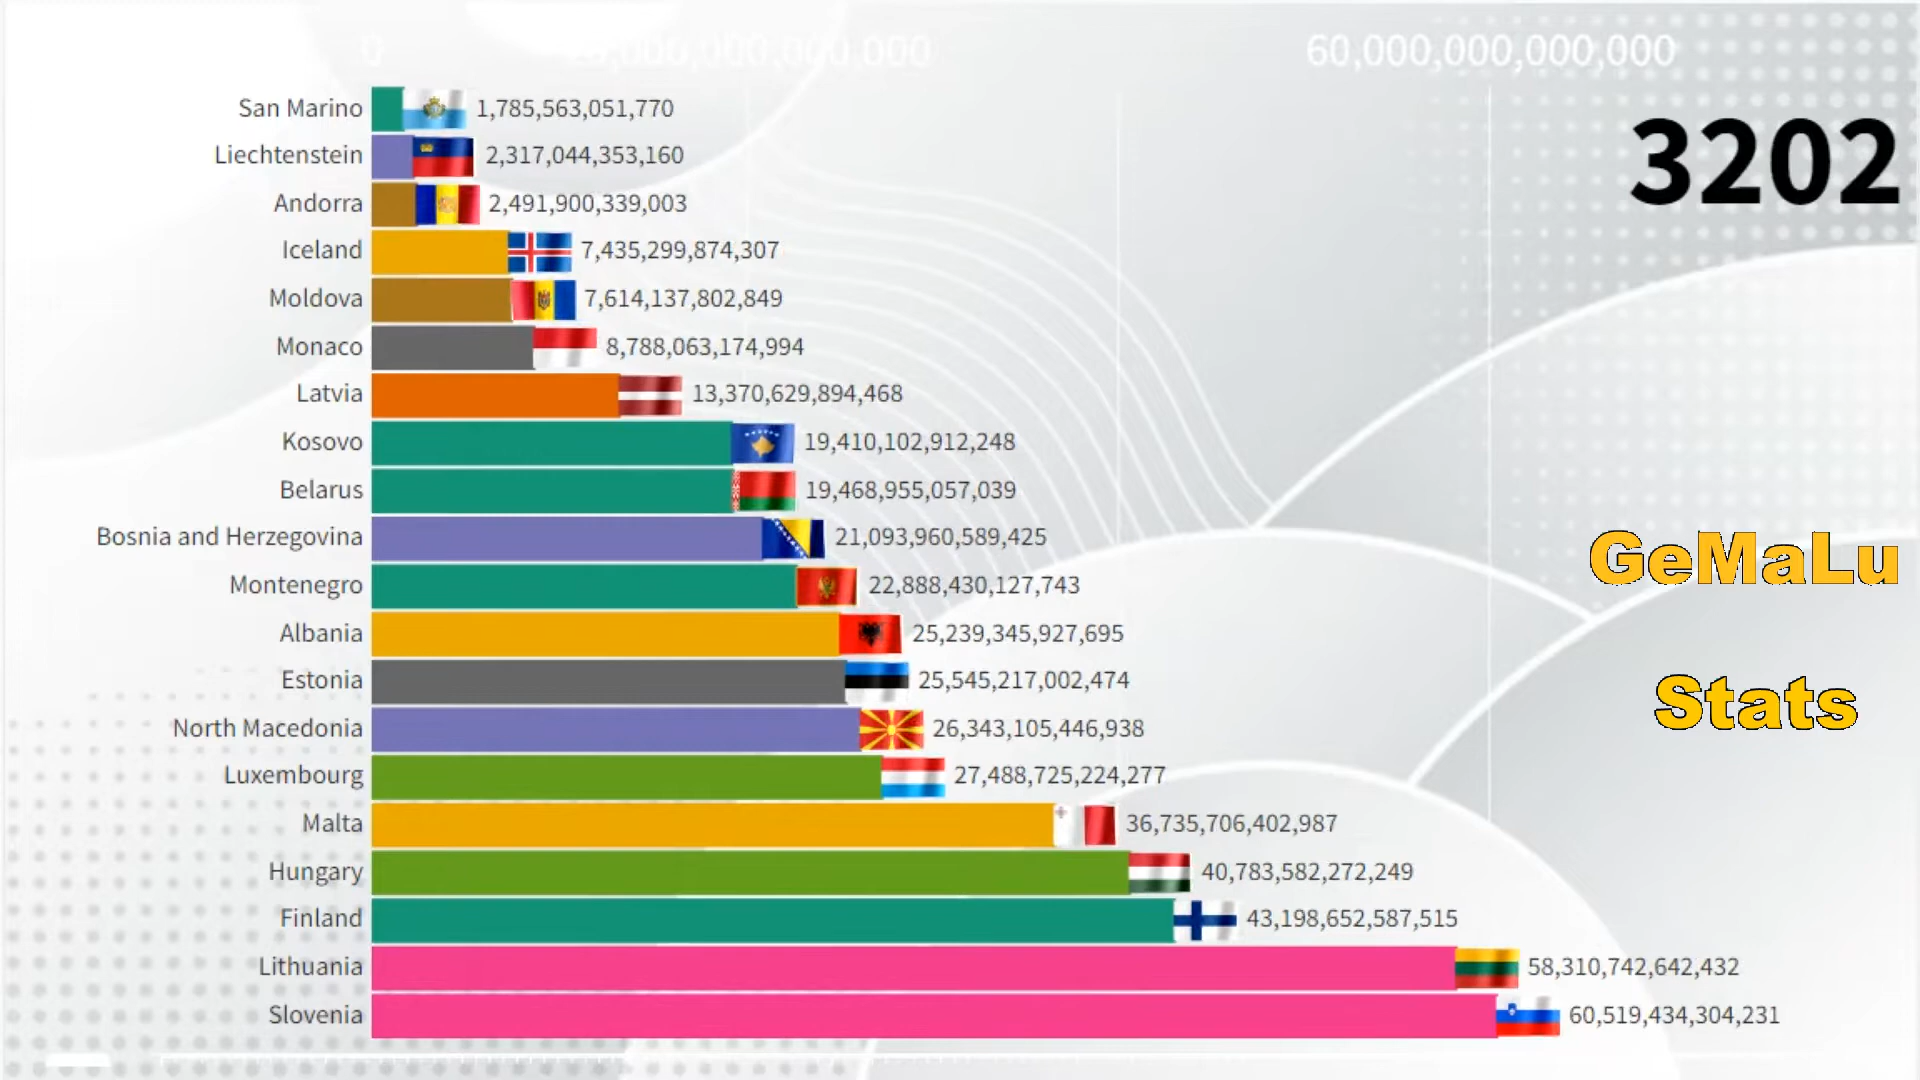 0
60,000,000,000,000
3202
San Marino 1,785,563,051,770
Liechtenstein 2,317,044,353,160
Andorra 2,491,900,339,003
Iceland 7,435,299,874,307
Moldova 7,614,137,802,849
Monaco 8,788,063,174,994
Latvia 13,370,629,894,468
Kosovo 19,410,102,912,248
Belarus 19,468,955,057,039
Bosnia and Herzegovina 21,093,960,589,425
Montenegro 22,888,430,127,743
Albania 25,239,345,927,695
Estonia 25,545,217,002,474
North Macedonia 26,343,105,446,938
Luxembourg 27,488,725,224,277
Malta 36,735,706,402,987
Hungary 40,783,582,272,249
Finland 43,198,652,587,515
Lithuania 58,310,742,642,432
Slovenia 60,519,434,304,231
GeMaLu
Stats